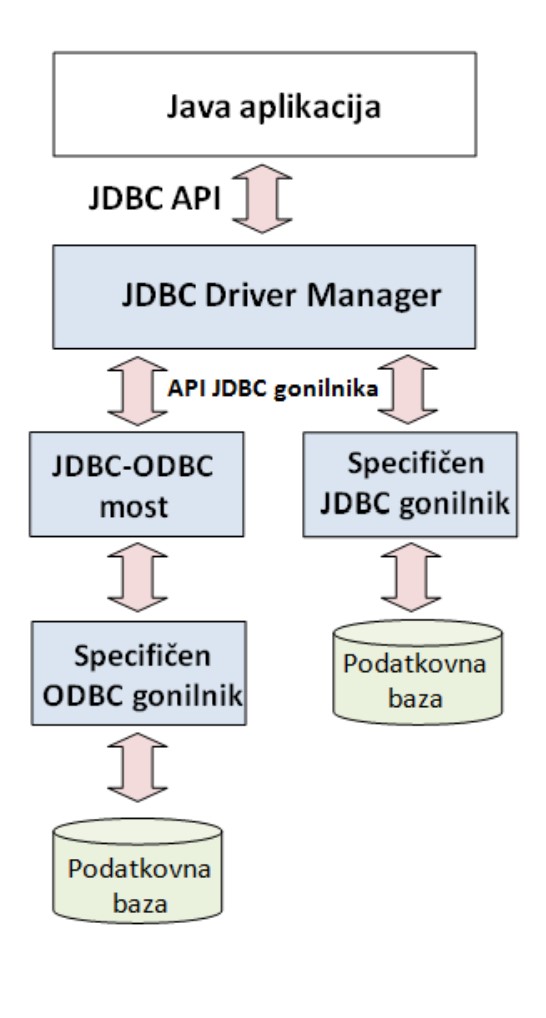 Java aplikacija
JDBC API
JDBC Driver Manager
API JDBC gonilnika
JDBC-ODBC
most
Specifičen
JDBC gonilnik
Specifičen
ODBC gonilnik
Podatkovna
baza
Podatkovna
baza